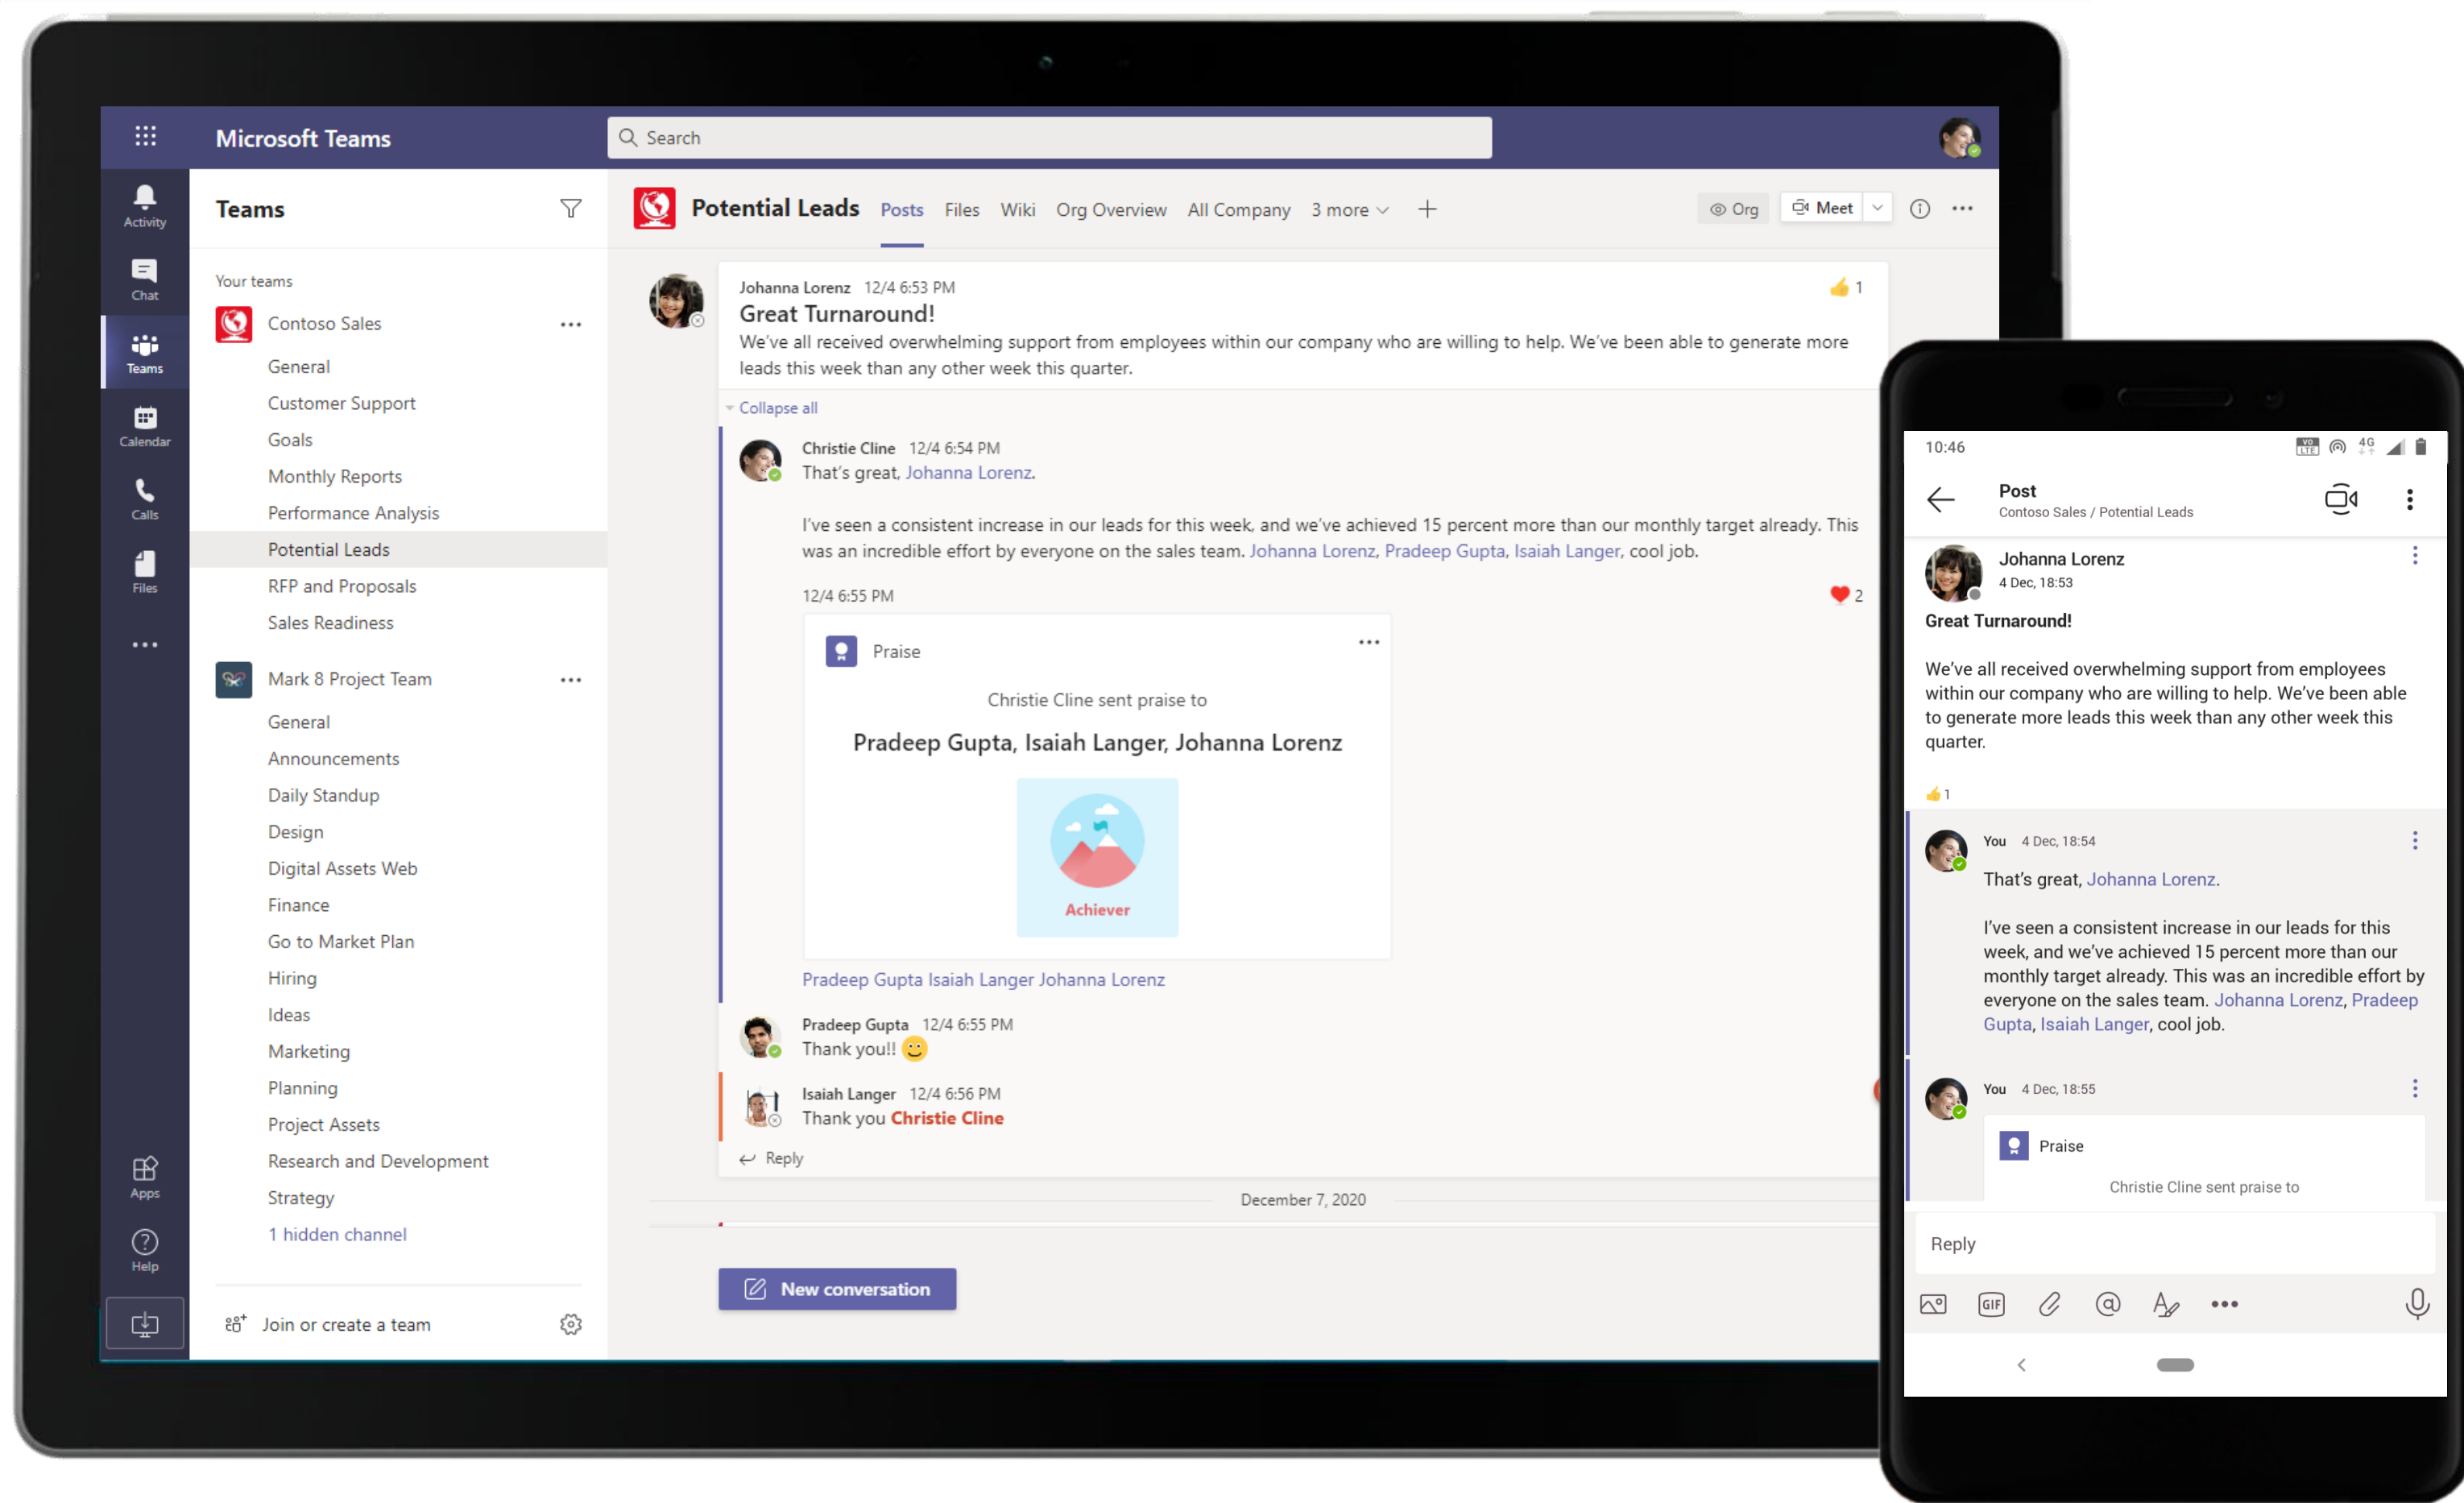 Microsoft Teams
Search
Activity
Chat
Teams
Calendar
Calls
Files
Apps
Help
Teams
Your teams
Contoso Sales
General
Customer Support
Goals
Monthly Reports
Performance Analysis
Potential Leads
RFP and Proposals
Sales Readiness
Mark 8 Project Team
General
Announcements
Daily Standup
Design
Digital Assets Web
Finance
Go to Market Plan
Hiring
Ideas
Marketing
Planning
Project Assets
Research and Development
Strategy
1 hidden channel
Join or create a team
Potential Leads Posts Files Wiki Org Overview All Company 3 more Org Meet
Johanna Lorenz 12/4 6:53 PM 1
Great Turnaround!
We've all received overwhelming support from employees within our company who are willing to help. We've been able to generate more
leads this week than any other week this quarter.
Collapse all
Christie Cline 12/4 6:54 PM
That's great, Johanna Lorenz.
I've seen a consistent increase in our leads for this week, and we've achieved 15 percent more than our monthly target already. This
was an incredible effort by everyone on the sales team. Johanna Lorenz, Pradeep Gupta, Isaiah Langer, cool job.
12/4 6:55 PM 2
Praise
Christie Cline sent praise to
Pradeep Gupta, Isaiah Langer, Johanna Lorenz
Achiever
Pradeep Gupta Isaiah Langer Johanna Lorenz
Pradeep Gupta 12/4 6:55 PM
Thank you!! 🙂
Isaiah Langer 12/4 6:56 PM
Thank you Christie Cline
Reply
December 7, 2020
New conversation
10:46 VO LTE 4G
Post
Contoso Sales / Potential Leads
Johanna Lorenz
4 Dec, 18:53
Great Turnaround!
We've all received overwhelming support from employees
within our company who are willing to help. We've been able
to generate more leads this week than any other week this
quarter.
1
You 4 Dec, 18:54
That's great, Johanna Lorenz.
I've seen a consistent increase in our leads for this
week, and we've achieved 15 percent more than our
monthly target already. This was an incredible effort by
everyone on the sales team. Johanna Lorenz, Pradeep
Gupta, Isaiah Langer, cool job.
You 4 Dec, 18:55
Praise
Christie Cline sent praise to
Reply
GIF